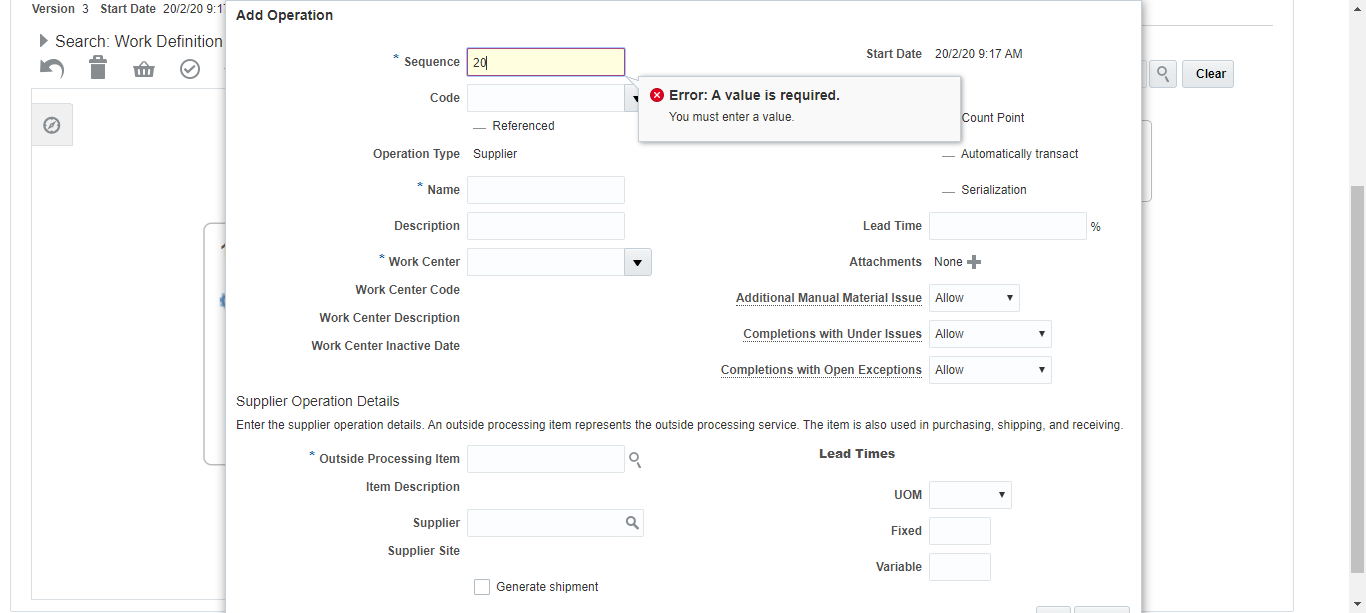 Version 3 Start Date 20/2/20 9:1
Add Operation
Search: Work Definition
* Sequence 20
Start Date 20/2/20 9:17 AM
Clear
Code
Error: A value is required.
You must enter a value.
Count Point
Referenced
Operation Type Supplier
Automatically transact
* Name
Serialization
Description
Lead Time %
* Work Center
Attachments None
Work Center Code
Additional Manual Material Issue Allow
Work Center Description
Completions with Under Issues Allow
Work Center Inactive Date
Completions with Open Exceptions Allow
Supplier Operation Details
Enter the supplier operation details. An outside processing item represents the outside processing service. The item is also used in purchasing, shipping, and receiving.
* Outside Processing Item
Lead Times
Item Description
UOM
Supplier
Fixed
Supplier Site
Variable
Generate shipment